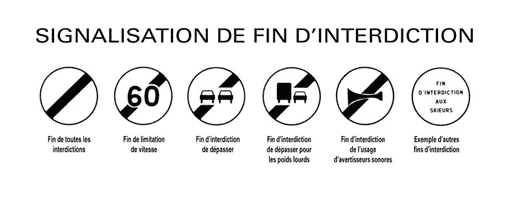 SIGNALISATION DE FIN D'INTERDICTION
60
FIN
D'INTERDICTION
AUX
SKIEURS
Fin de toutes les
interdictions
Fin de limitation
de vitesse
Fin d'interdiction
de dépasser
Fin d'interdiction
de dépasser pour
les poids lourds
Fin d'interdiction
de l'usage
d'avertisseurs sonores
Exemple d'autres
fins d'interdiction